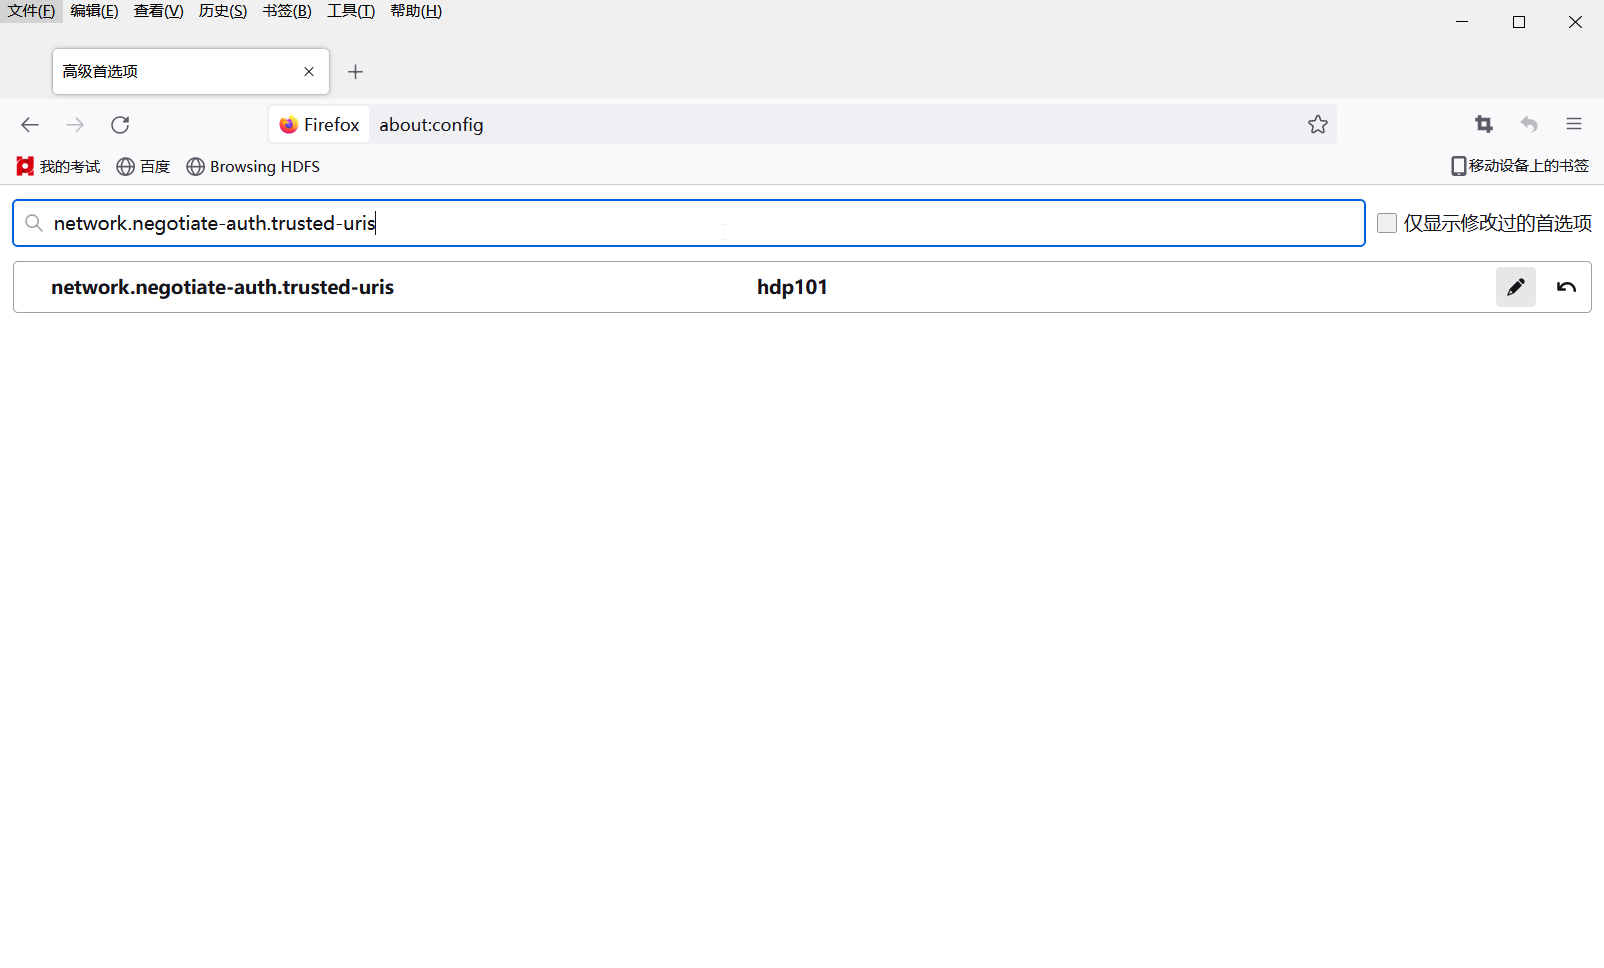 文件(F) 编辑(E) 查看(V) 历史(S) 书签(B) 工具(T) 帮助(H)
高级首选项
Firefox about:config
我的考试 百度 Browsing HDFS 移动设备上的书签
network.negotiate-auth.trusted-uris 仅显示修改过的首选项
network.negotiate-auth.trusted-uris hdp101